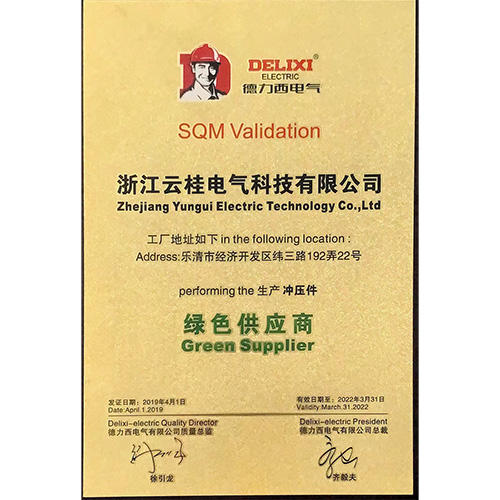 DELIXI®
ELECTRIC
德力西电气
SQM Validation
浙江云桂电气科技有限公司
Zhejiang Yungui Electric Technology Co.,Ltd
工厂地址如下 in the following location :
Address:乐清市经济开发区纬三路192弄22号
performing the 生产 冲压件
绿色供应商
Green Supplier
发证日期：2019年4月1日
Date:April.1.2019
有效日期至：2022年3月31日
Validity March.31.2022
Delixi-electric Quality Director
德力西电气有限公司质量总监
Delixi-electric President
德力西电气有限公司总裁
徐引龙
齐毅夫